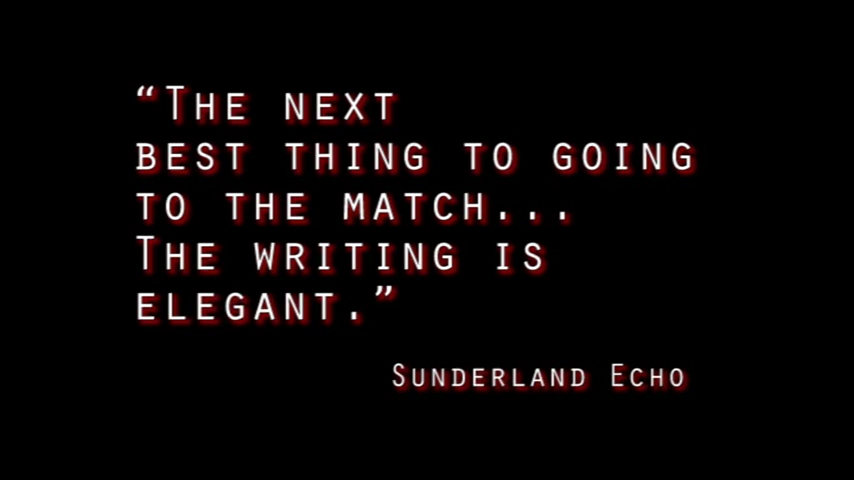 “The next
best thing to going
to the match...
The writing is
elegant.”
Sunderland Echo